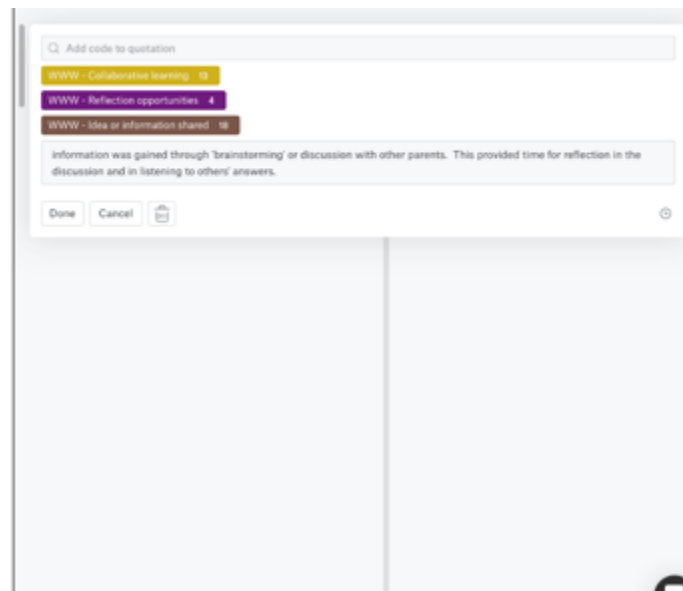 Add code to quotation
WWW - Collaborative learning 13
WWW - Reflection opportunities 4
WWW - Idea or information shared 18
information was gained through 'brainstorming' or discussion with other parents. This provided time for reflection in the
discussion and in listening to others' answers.
Done Cancel